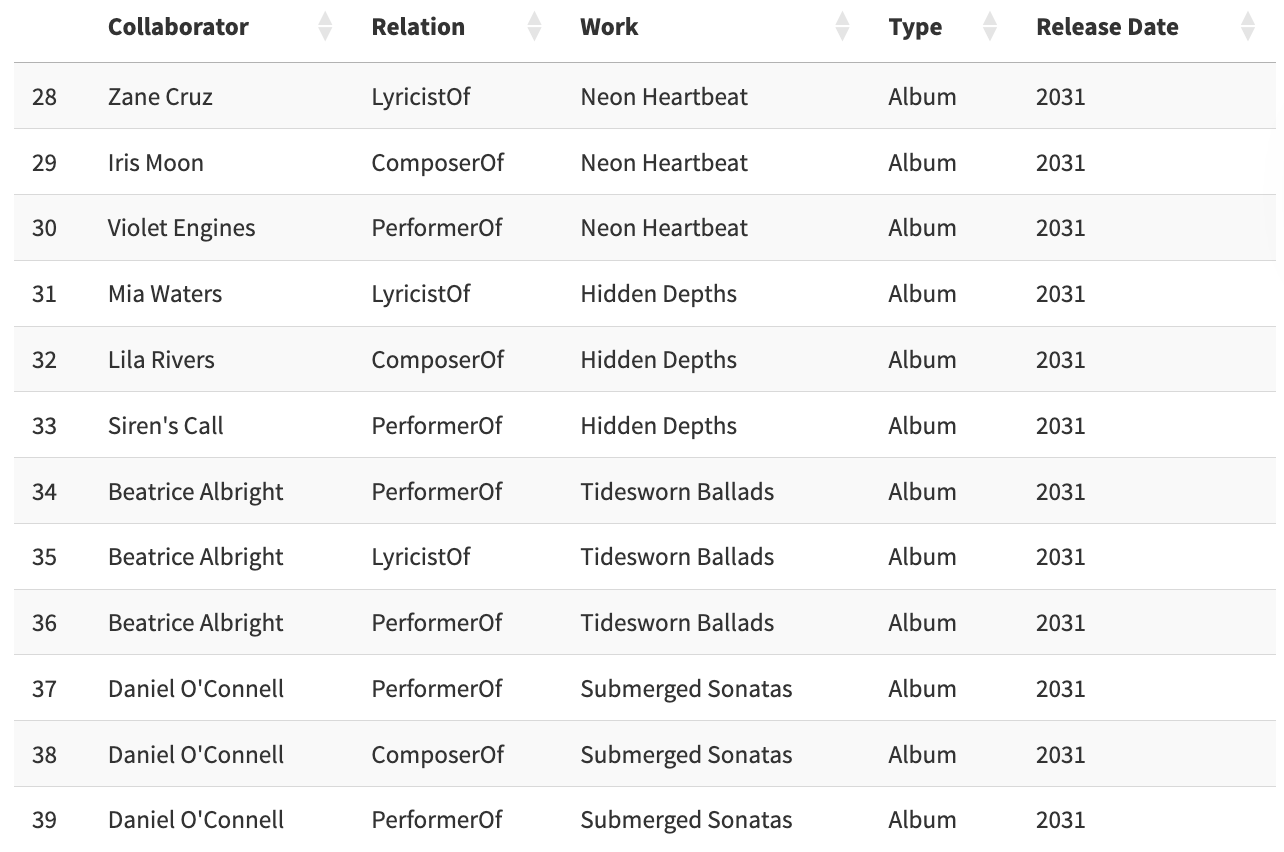 Collaborator Relation Work Type Release Date
28 Zane Cruz LyricistOf Neon Heartbeat Album 2031
29 Iris Moon ComposerOf Neon Heartbeat Album 2031
30 Violet Engines PerformerOf Neon Heartbeat Album 2031
31 Mia Waters LyricistOf Hidden Depths Album 2031
32 Lila Rivers ComposerOf Hidden Depths Album 2031
33 Siren's Call PerformerOf Hidden Depths Album 2031
34 Beatrice Albright PerformerOf Tidesworn Ballads Album 2031
35 Beatrice Albright LyricistOf Tidesworn Ballads Album 2031
36 Beatrice Albright PerformerOf Tidesworn Ballads Album 2031
37 Daniel O'Connell PerformerOf Submerged Sonatas Album 2031
38 Daniel O'Connell ComposerOf Submerged Sonatas Album 2031
39 Daniel O'Connell PerformerOf Submerged Sonatas Album 2031